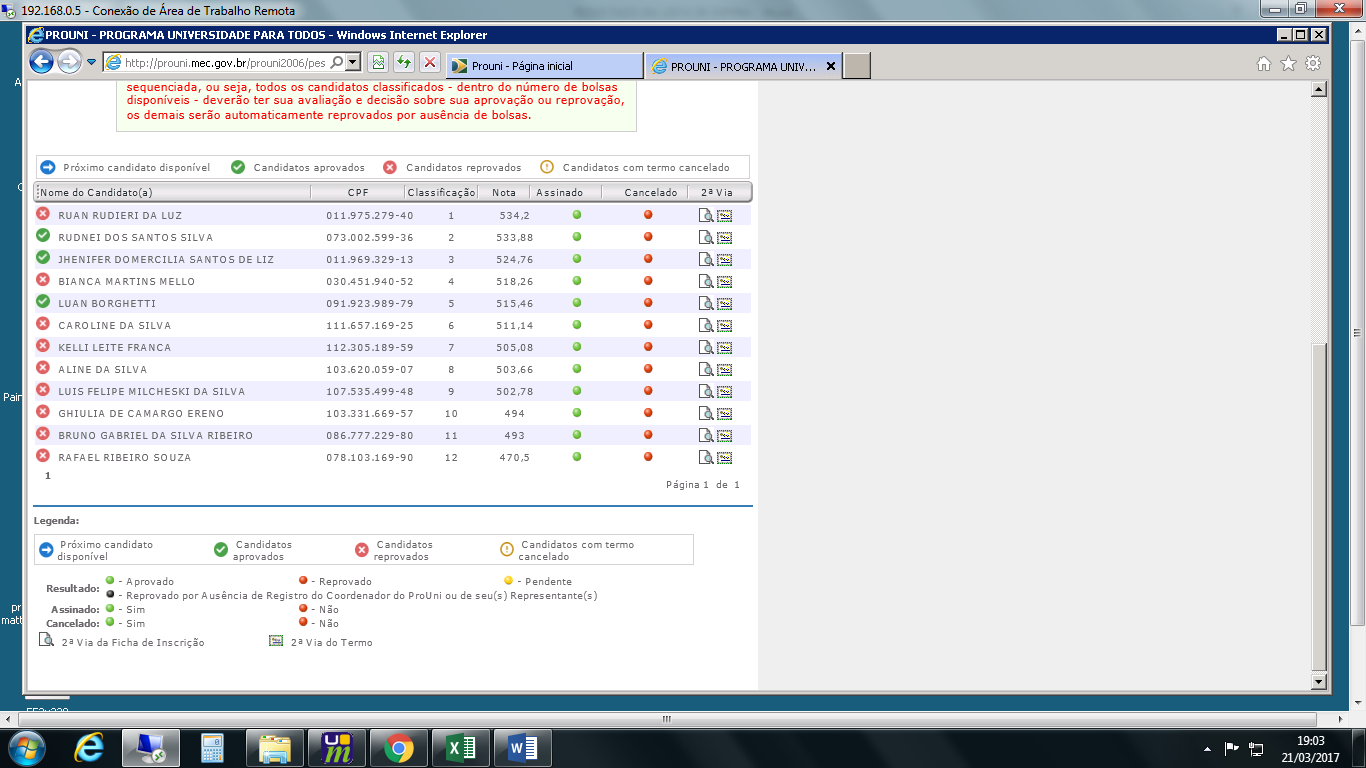 192.168.0.5 - Conexão de Área de Trabalho Remota
PROUNI - PROGRAMA UNIVERSIDADE PARA TODOS - Windows Internet Explorer
http://prouni.mec.gov.br/prouni2006/pes
Prouni - Página inicial
PROUNI - PROGRAMA UNIV...
sequenciada, ou seja, todos os candidatos classificados - dentro do número de bolsas
disponíveis - deverão ter sua avaliação e decisão sobre sua aprovação ou reprovação,
os demais serão automaticamente reprovados por ausência de bolsas.
Próximo candidato disponível Candidatos aprovados Candidatos reprovados Candidatos com termo cancelado
Nome do Candidato(a) CPF Classificação Nota Assinado Cancelado 2ª Via
RUAN RUDIERI DA LUZ 011.975.279-40 1 534,2
RUDNEI DOS SANTOS SILVA 073.002.599-36 2 533,88
JHENIFER DOMERCILIA SANTOS DE LIZ 011.969.329-13 3 524,76
BIANCA MARTINS MELLO 030.451.940-52 4 518,26
LUAN BORGHETTI 091.923.989-79 5 515,46
CAROLINE DA SILVA 111.657.169-25 6 511,14
KELLI LEITE FRANCA 112.305.189-59 7 505,08
ALINE DA SILVA 103.620.059-07 8 503,66
LUIS FELIPE MILCHESKI DA SILVA 107.535.499-48 9 502,78
GHIULIA DE CAMARGO ERENO 103.331.669-57 10 494
BRUNO GABRIEL DA SILVA RIBEIRO 086.777.229-80 11 493
RAFAEL RIBEIRO SOUZA 078.103.169-90 12 470,5
1
Página 1 de 1
Legenda:
Próximo candidato disponível Candidatos aprovados Candidatos reprovados Candidatos com termo cancelado
Resultado: - Aprovado - Reprovado - Pendente
- Reprovado por Ausência de Registro do Coordenador do ProUni ou de seu(s) Representante(s)
Assinado: - Sim - Não
Cancelado: - Sim - Não
2ª Via da Ficha de Inscrição 2ª Via do Termo
19:03
21/03/2017